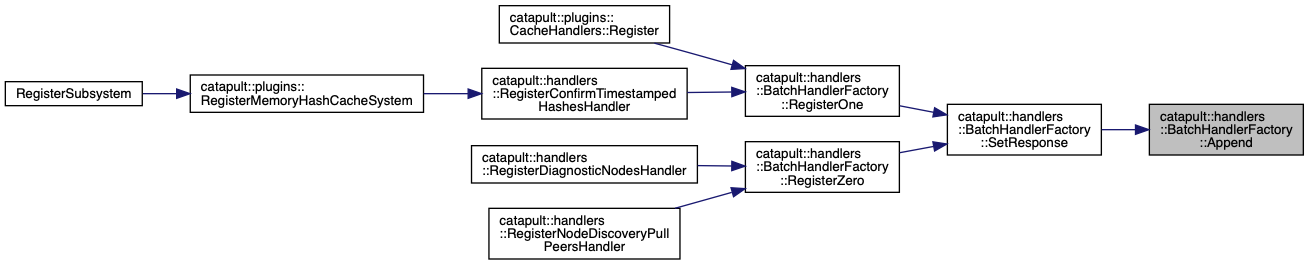 catapult::plugins::
CacheHandlers::Register
RegisterSubsystem
catapult::plugins::
RegisterMemoryHashCacheSystem
catapult::handlers
::RegisterConfirmTimestamped
HashesHandler
catapult::handlers
::BatchHandlerFactory
::RegisterOne
catapult::handlers
::BatchHandlerFactory
::SetResponse
catapult::handlers
::BatchHandlerFactory
::Append
catapult::handlers
::RegisterDiagnosticNodesHandler
catapult::handlers
::BatchHandlerFactory
::RegisterZero
catapult::handlers
::RegisterNodeDiscoveryPull
PeersHandler